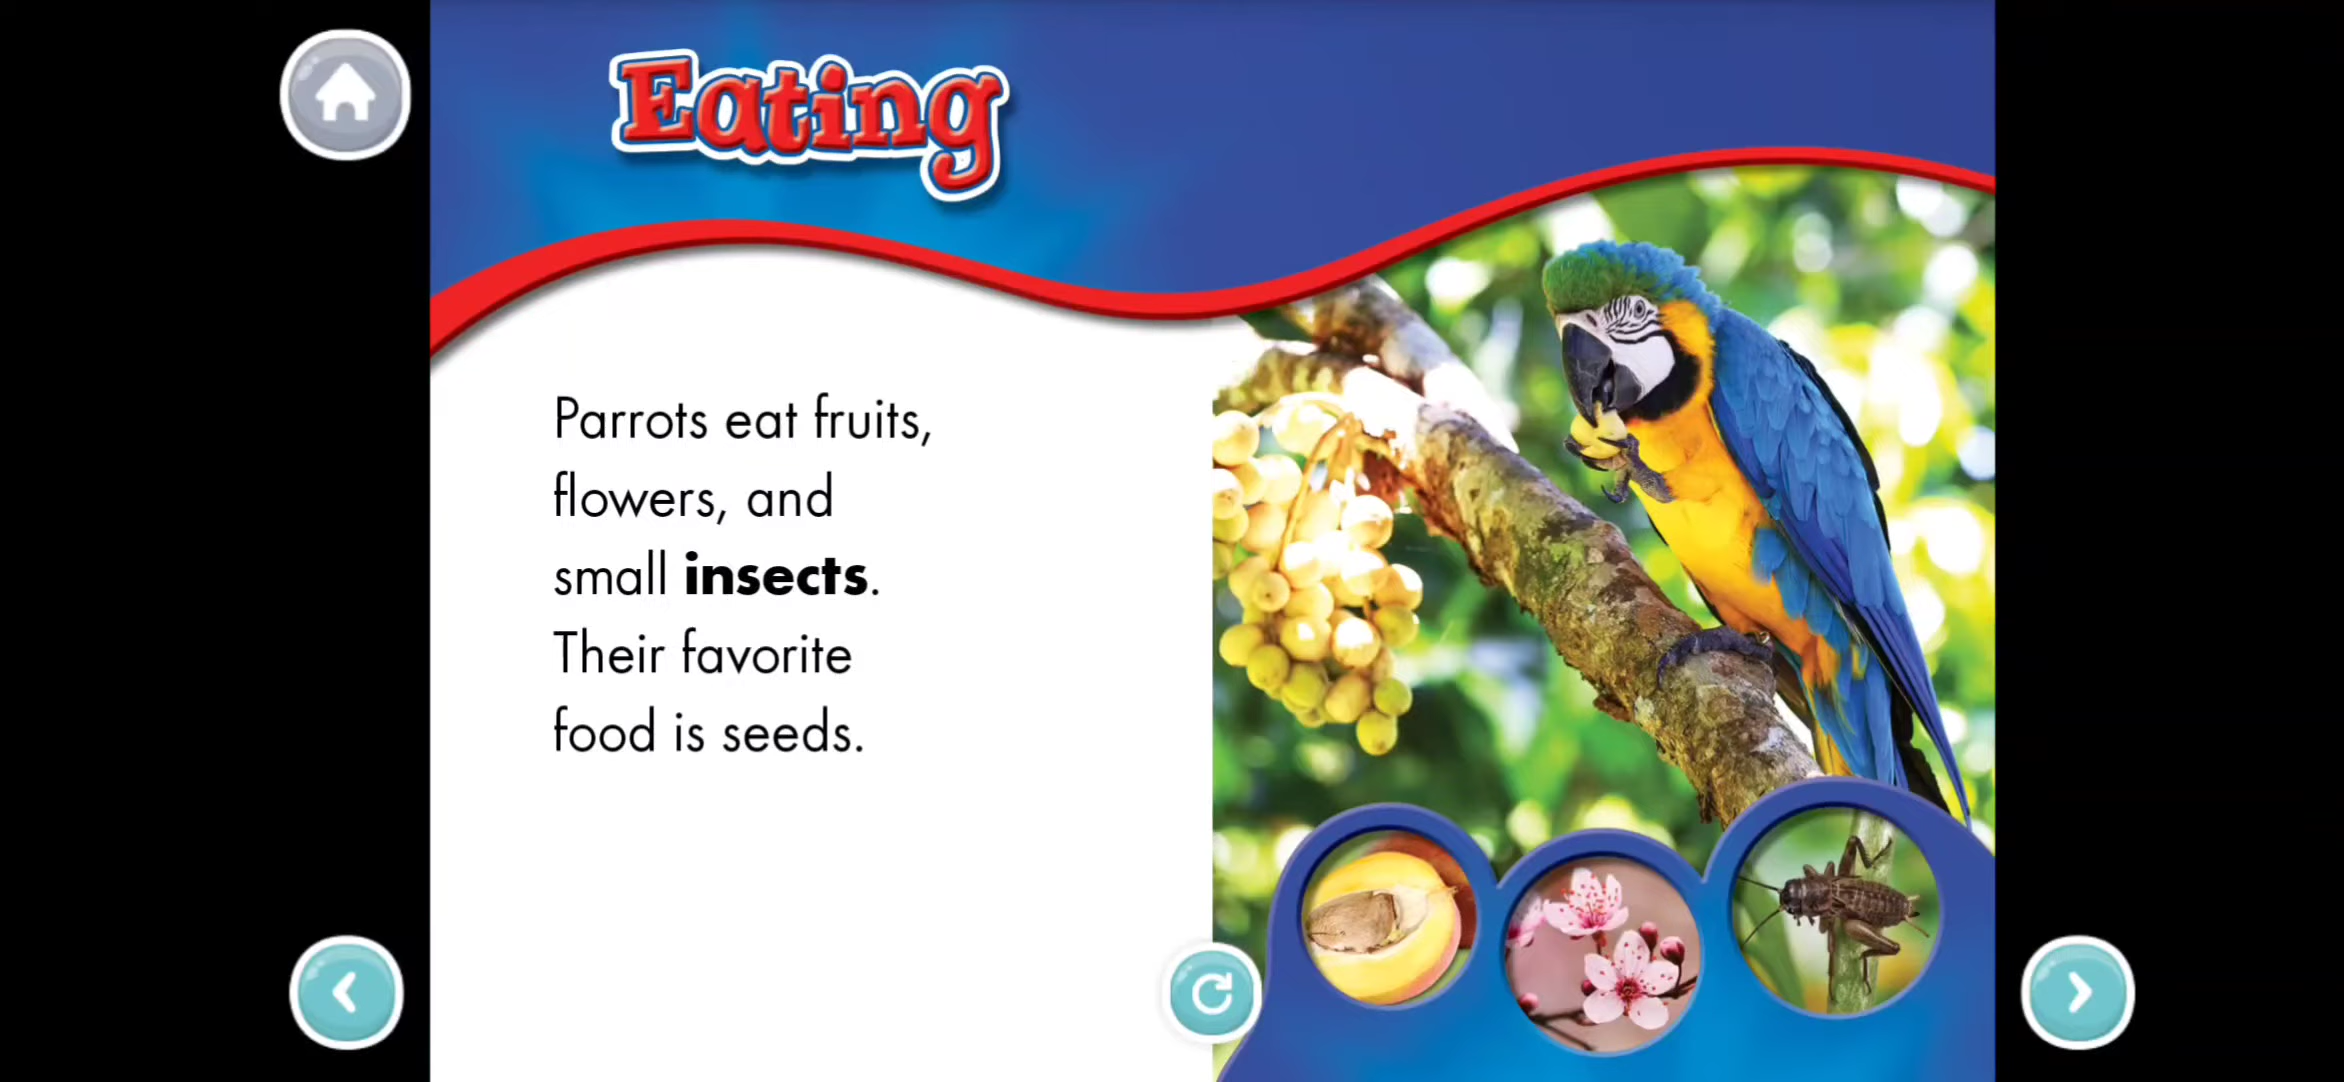 Eating
Parrots eat fruits,
flowers, and
small insects.
Their favorite
food is seeds.